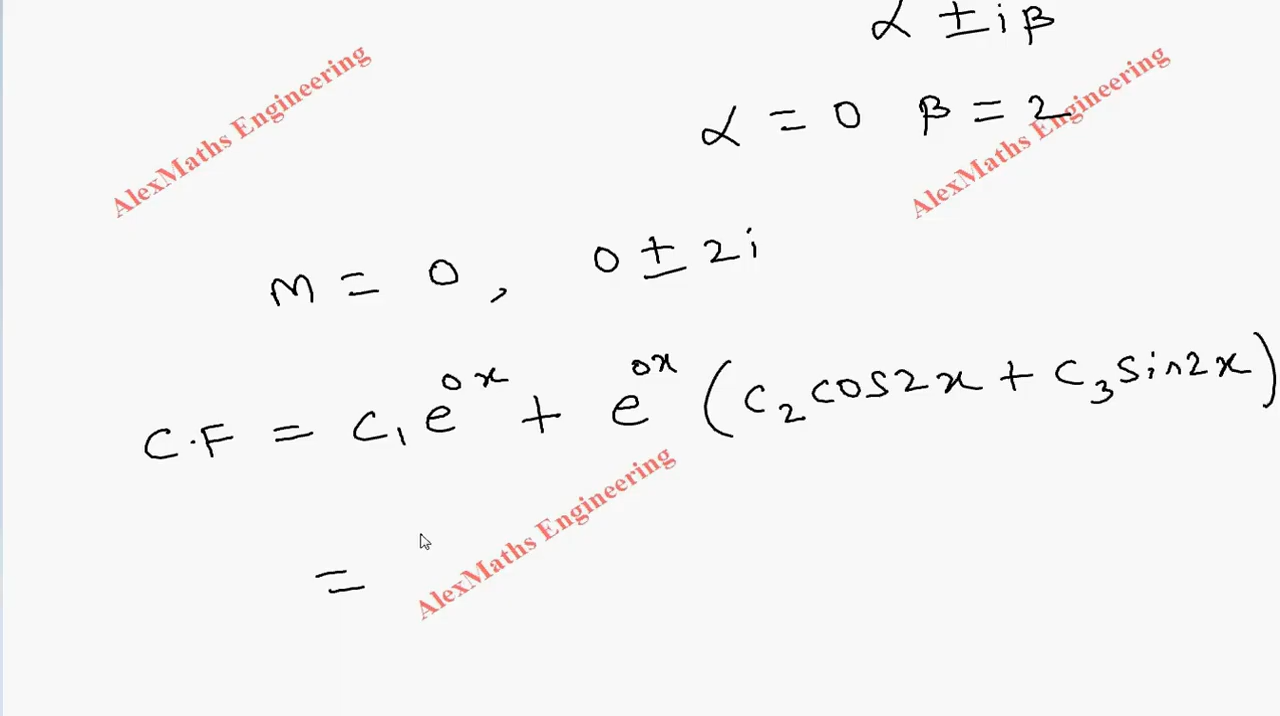 α ± iβ
AlexMaths Engineering
AlexMaths Engineering
α = 0 β = 2
m = 0, 0 ± 2i
C.F = C₁e⁰ˣ + e⁰ˣ (C₂cos2x + C₃sin2x)
AlexMaths Engineering
=